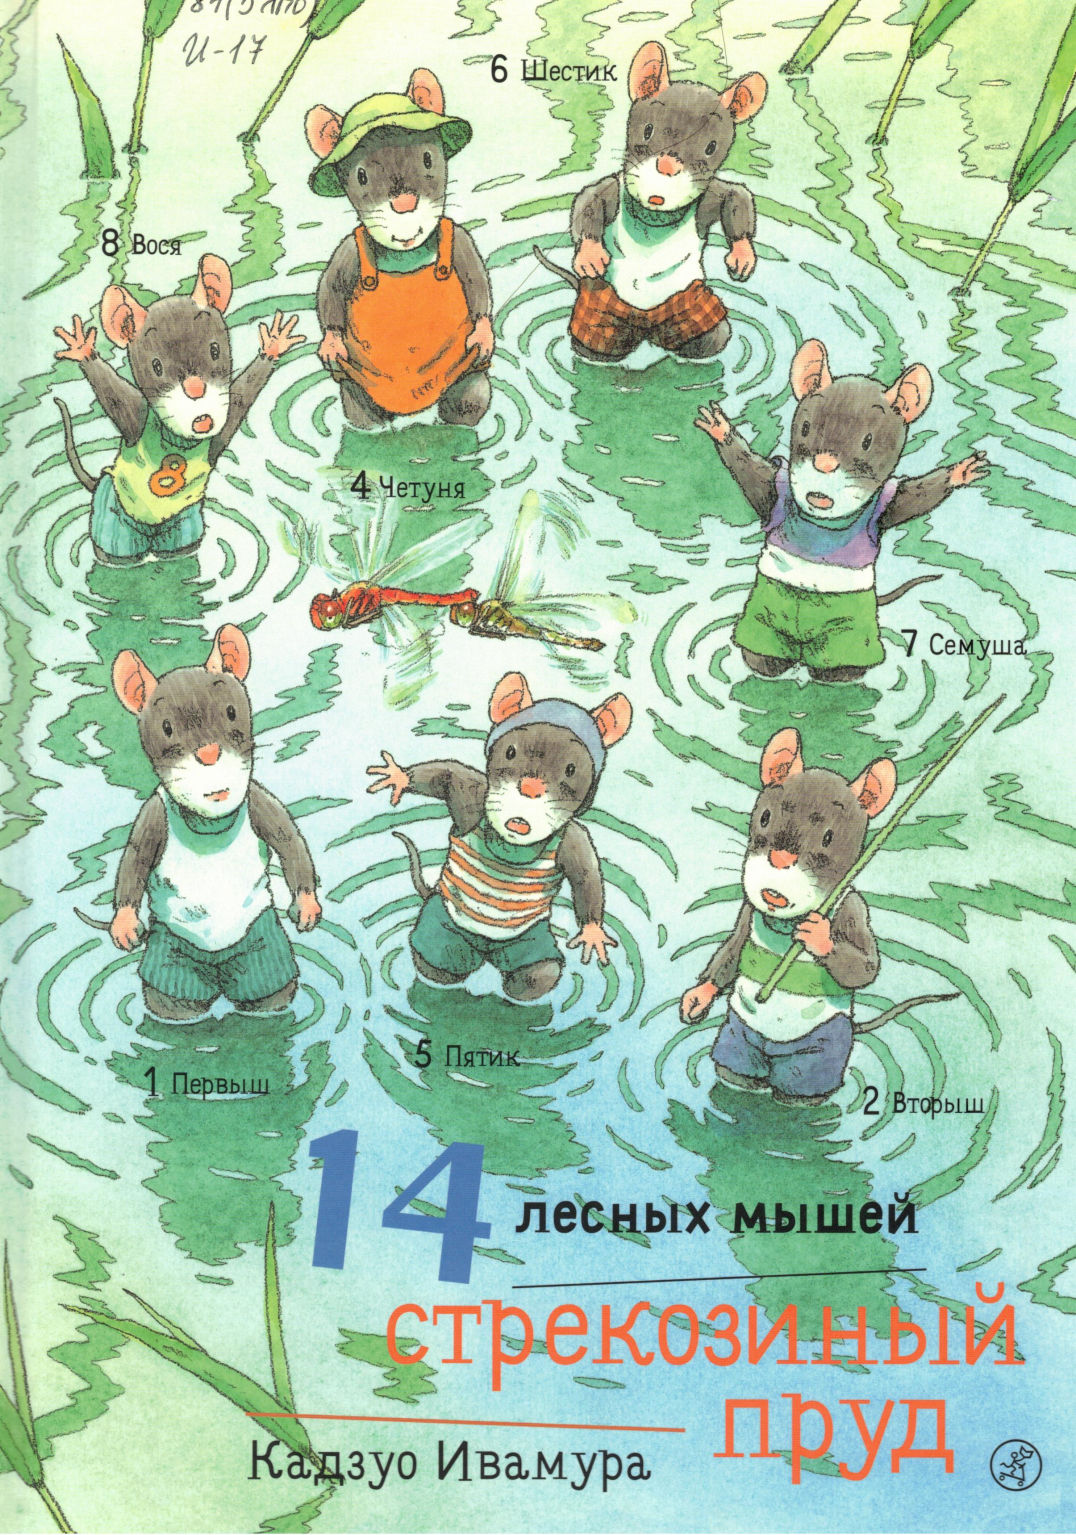 И-17
6 Шестик
8 Вося
4 Четуня
8
7 Семуша
5 Пятик
1 Первыш
2 Вторыш
14 лесных мышей
стрекозиный
пруд
Кадзуо Ивамура